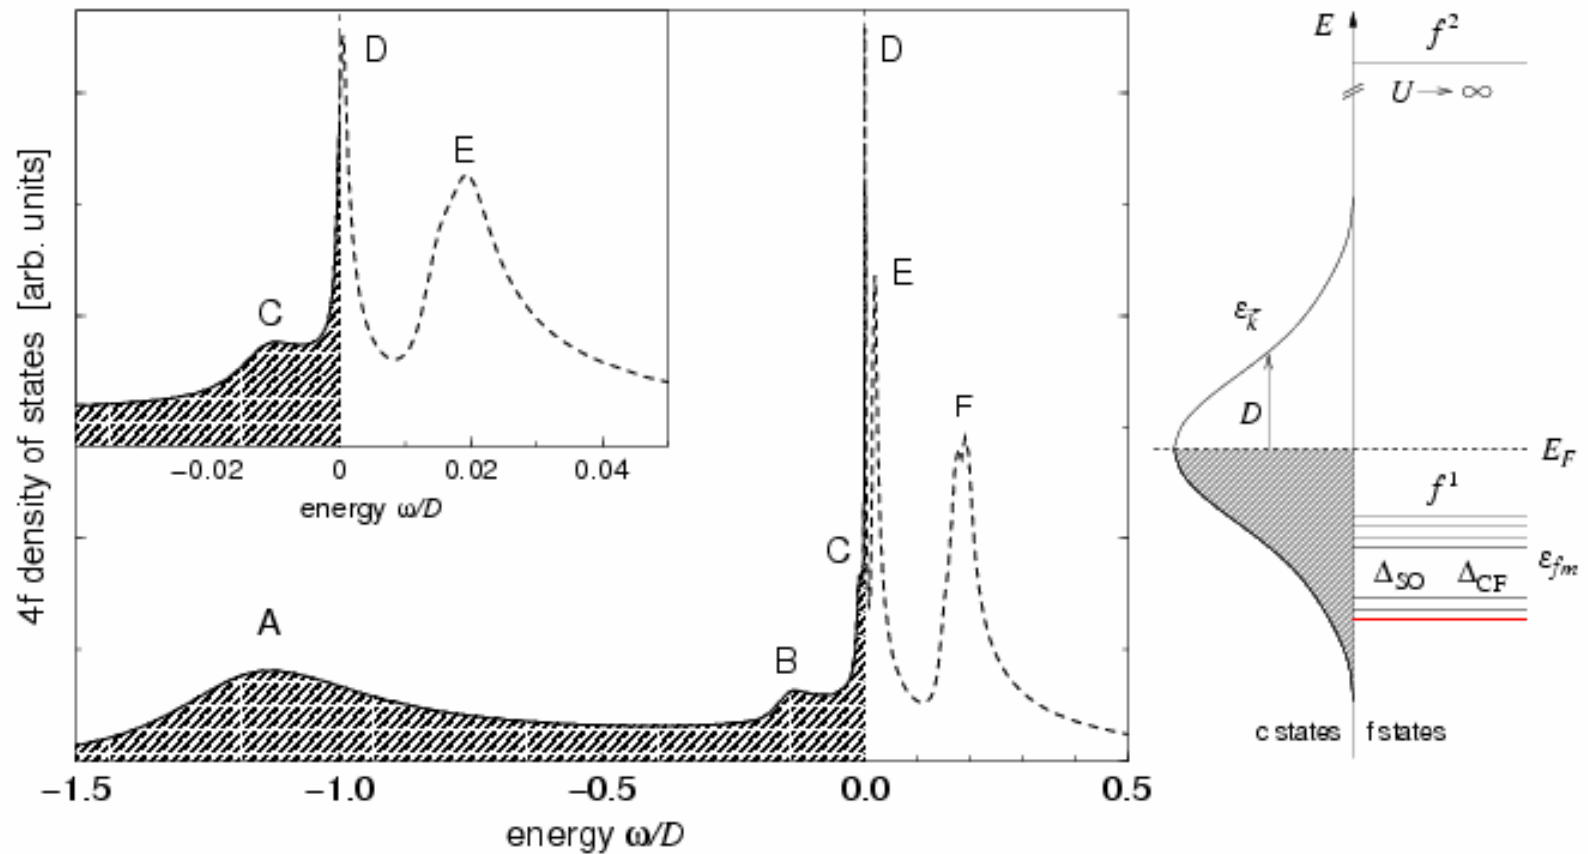 4f density of states [arb. units]
D
E
C
−0.02 0 0.02 0.04
energy ω/D
D
E
F
C
B
A
−1.5 −1.0 −0.5 0.0 0.5
energy ω/D
E
f²
U → ∞
ε_k⃗
D
E_F
f¹
ε_fm
Δ_SO Δ_CF
c states f states